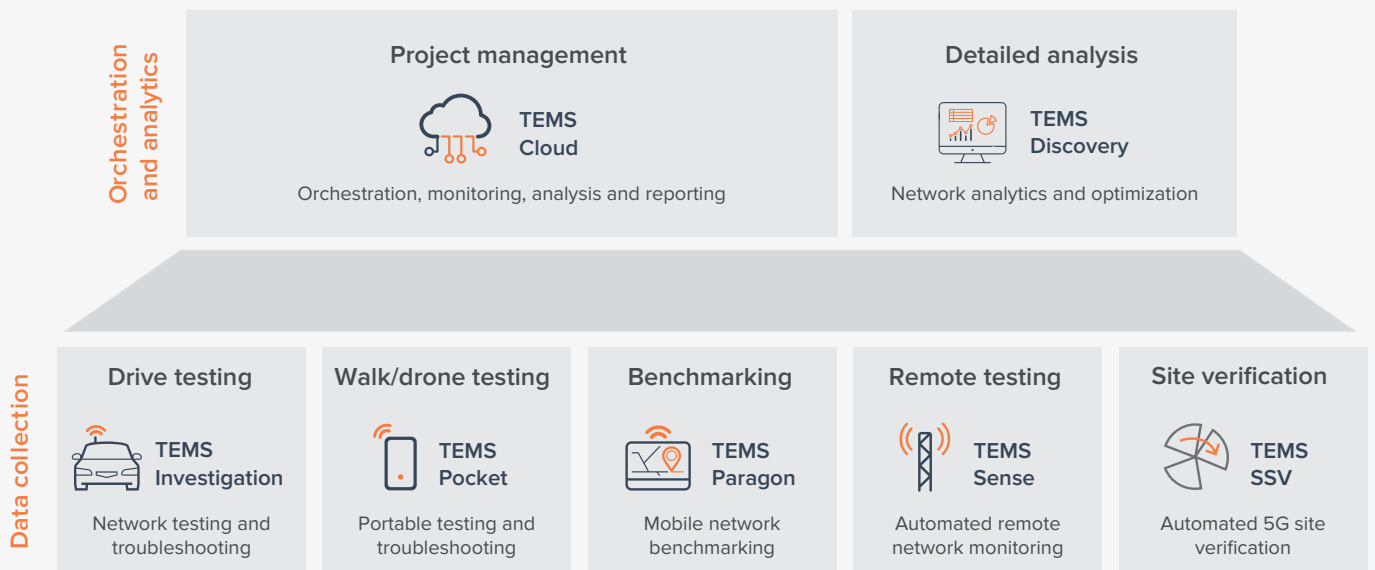 Orchestration
and analytics
Project management
TEMS
Cloud
Orchestration, monitoring, analysis and reporting
Detailed analysis
TEMS
Discovery
Network analytics and optimization
Data collection
Drive testing
TEMS
Investigation
Network testing and
troubleshooting
Walk/drone testing
TEMS
Pocket
Portable testing and
troubleshooting
Benchmarking
TEMS
Paragon
Mobile network
benchmarking
Remote testing
TEMS
Sense
Automated remote
network monitoring
Site verification
TEMS
SSV
Automated 5G site
verification